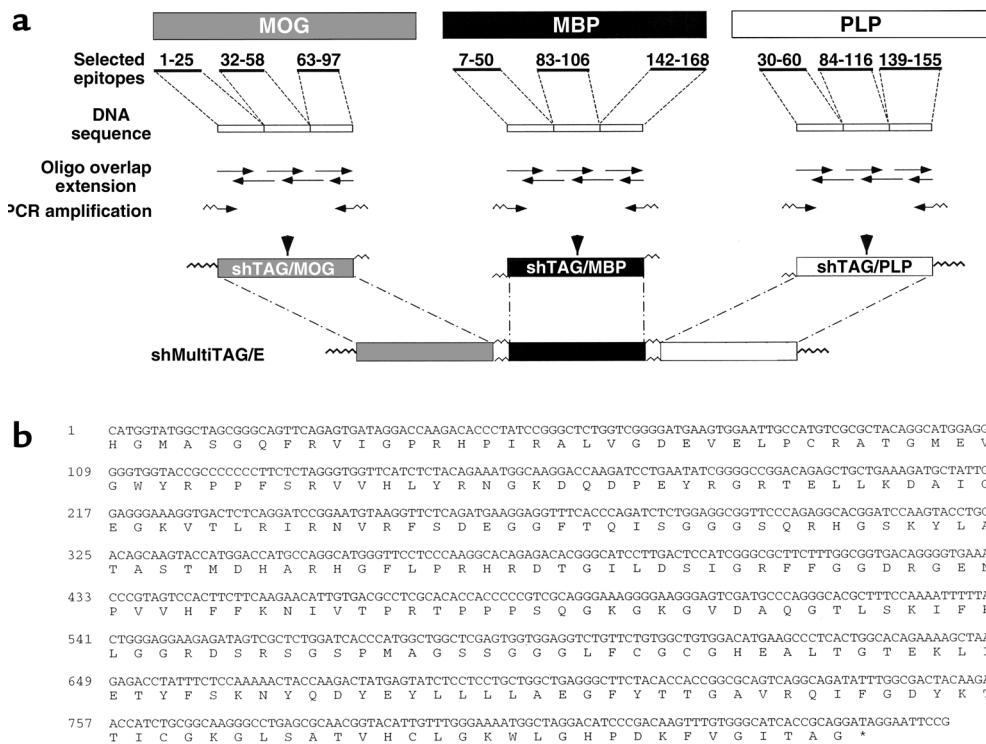 a
MOG
MBP
PLP
Selected epitopes
1-25 32-58 63-97
7-50 83-106 142-168
30-60 84-116 139-155
DNA sequence
Oligo overlap extension
PCR amplification
shTAG/MOG
shTAG/MBP
shTAG/PLP
shMultiTAG/E
b
1 CATGGTATGGCTAGCGGGCAGTTCAGAGTGATAGGACCAAGACACCCTATCCGGGCTCTGGTCGGGGATGAAGTGGAATTGCCATGTCGCGCTACAGGCATGGAGG
H G M A S G Q F R V I G P R H P I R A L V G D E V E L P C R A T G M E V
109 GGGTGGTACCGCCCCCCCTTCTCTAGGGTGGTTCATCTCTACAGAAATGGCAAGGACCAAGATCCTGAATATCGGGGCCGGACAGAGCTGCTGAAAGATGCTATTG
G W Y R P P F S R V V H L Y R N G K D Q D P E Y R G R T E L L K D A I G
217 GAGGGAAAGGTGACTCTCAGGATCCGGAATGTAAGGTTCTCAGATGAAGGAGGTTTCACCCAGATCTCTGGAGGCGGTTCCCAGAGGCACGGATCCAAGTACCTGG
E G K V T L R I R N V R F S D E G G F T Q I S G G G S Q R H G S K Y L A
325 ACAGCAAGTACCATGGACCATGCCAGGCATGGGTTCCTCCCAAGGCACAGAGACACGGGCATCCTTGACTCCATCGGGCGCTTCTTTGGCGGTGACAGGGGTGAAA
T A S T M D H A R H G F L P R H R D T G I L D S I G R F F G G D R G E N
433 CCCGTAGTCCACTTCTTCAAGAACATTGTGACGCCTCGCACACCACCCCCGTCGCAGGGAAAGGGGAAGGGAGTCGATGCCCAGGGCACGCTTTCCAAAATTTTTA
P V V H F F K N I V T P R T P P P S Q G K G K G V D A Q G T L S K I F K
541 CTGGGAGGAAGAGATAGTCGCTCTGGATCACCCATGGCTGGCTCGAGTGGTGGAGGTCTGTTCTGTGGCTGTGGACATGAAGCCCTCACTGGCACAGAAAAGCTAA
L G G R D S R S G S P M A G S S G G G L F C G C G H E A L T G T E K L I
649 GAGACCTATTTCTCCAAAAACTACCAAGACTATGAGTATCTCCTCCTGCTGGCTGAGGGCTTCTACACCACCGGCGCAGTCAGGCAGATATTTGGCGACTACAAGA
E T Y F S K N Y Q D Y E Y L L L L A E G F Y T T G A V R Q I F G D Y K T
757 ACCATCTGCGGCAAGGGCCTGAGCGCAACGGTACATTGTTTGGGAAAATGGCTAGGACATCCCGACAAGTTTGTGGGCATCACCGCAGGATAGGAATTCCG
T I C G K G L S A T V H C L G K W L G H P D K F V G I T A G *